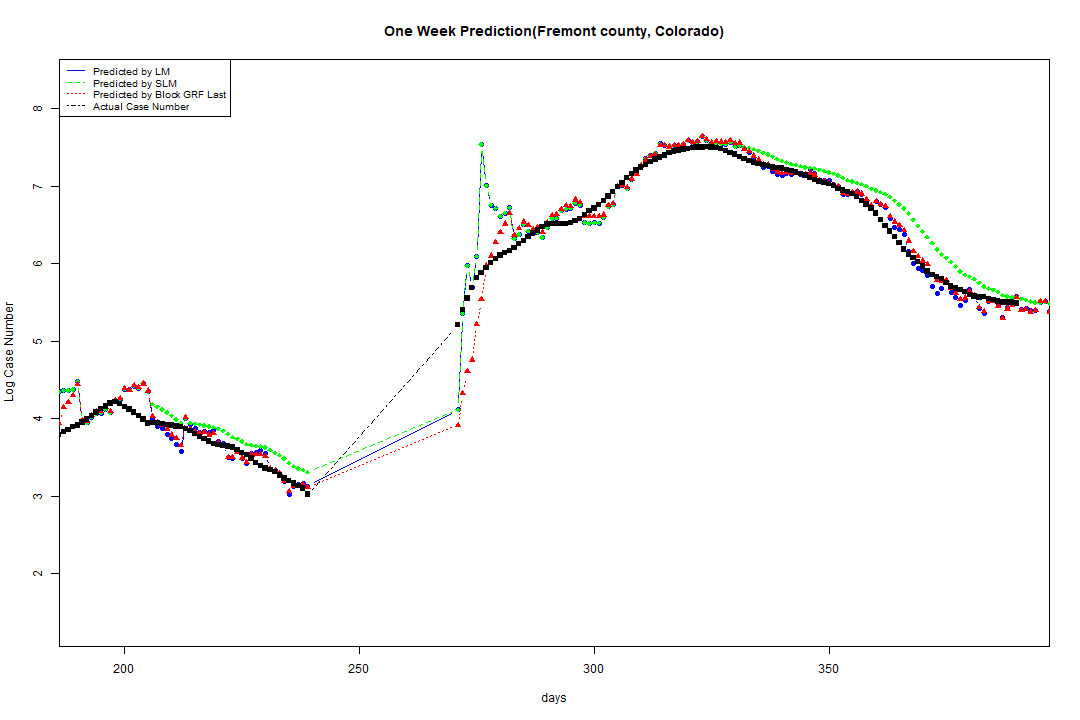 One Week Prediction(Fremont county, Colorado)
Predicted by LM
Predicted by SLM
Predicted by Block GRF Last
Actual Case Number
8
7
6
5
4
3
2
Log Case Number
200
250
300
350
days